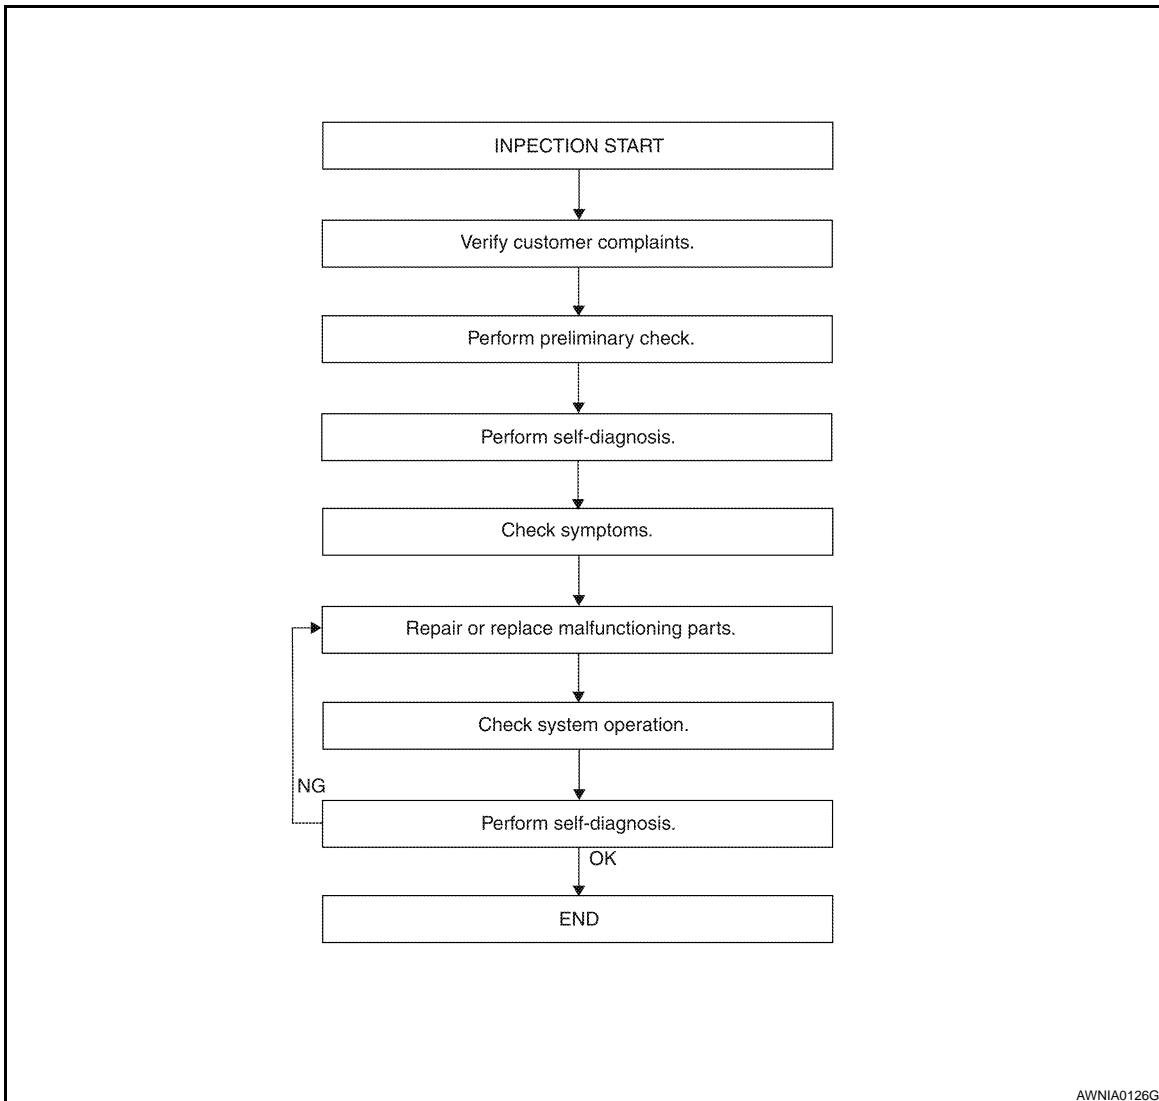 INPECTION START
Verify customer complaints.
Perform preliminary check.
Perform self-diagnosis.
Check symptoms.
Repair or replace malfunctioning parts.
Check system operation.
NG
Perform self-diagnosis.
OK
END
AWNIA0126G